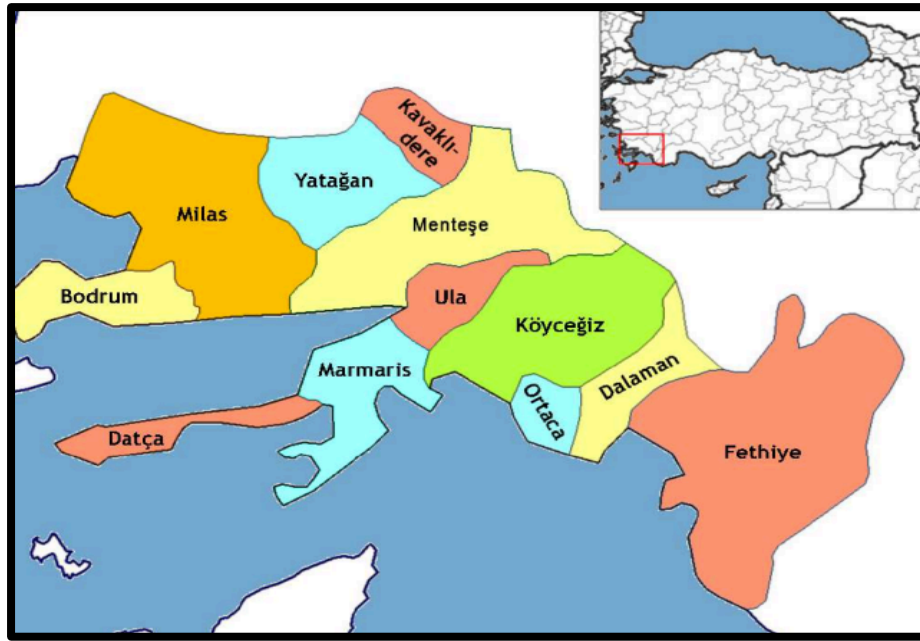 Kavaklı-
dere
Yatağan
Milas
Menteşe
Bodrum
Ula
Köyceğiz
Marmaris
Dalaman
Ortaca
Datça
Fethiye